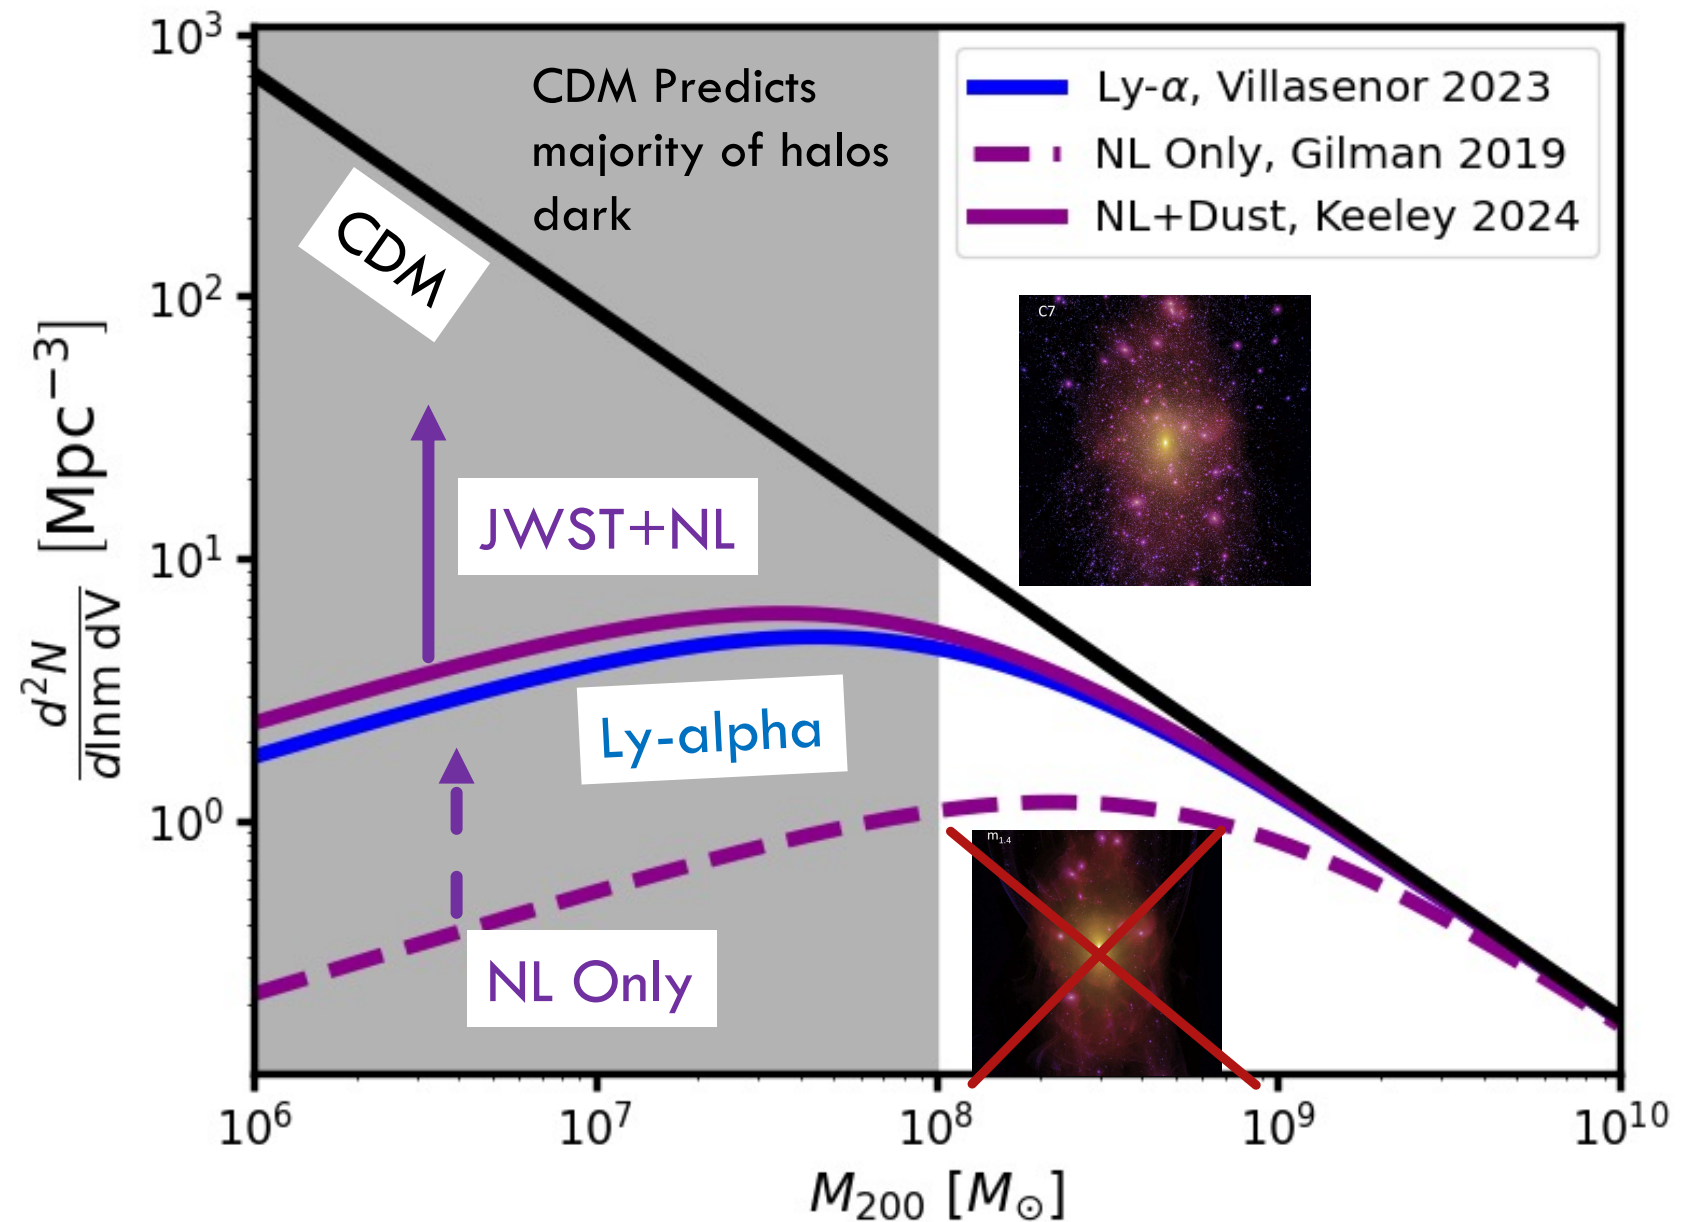 10³
10²
10¹
10⁰
d²N
dlnm dV
[Mpc⁻³]
CDM Predicts
majority of halos
dark
CDM
Ly-α, Villasenor 2023
NL Only, Gilman 2019
NL+Dust, Keeley 2024
C7
JWST+NL
Ly-alpha
m₁.₄
NL Only
10⁶ 10⁷ 10⁸ 10⁹ 10¹⁰
M₂₀₀ [M☉]